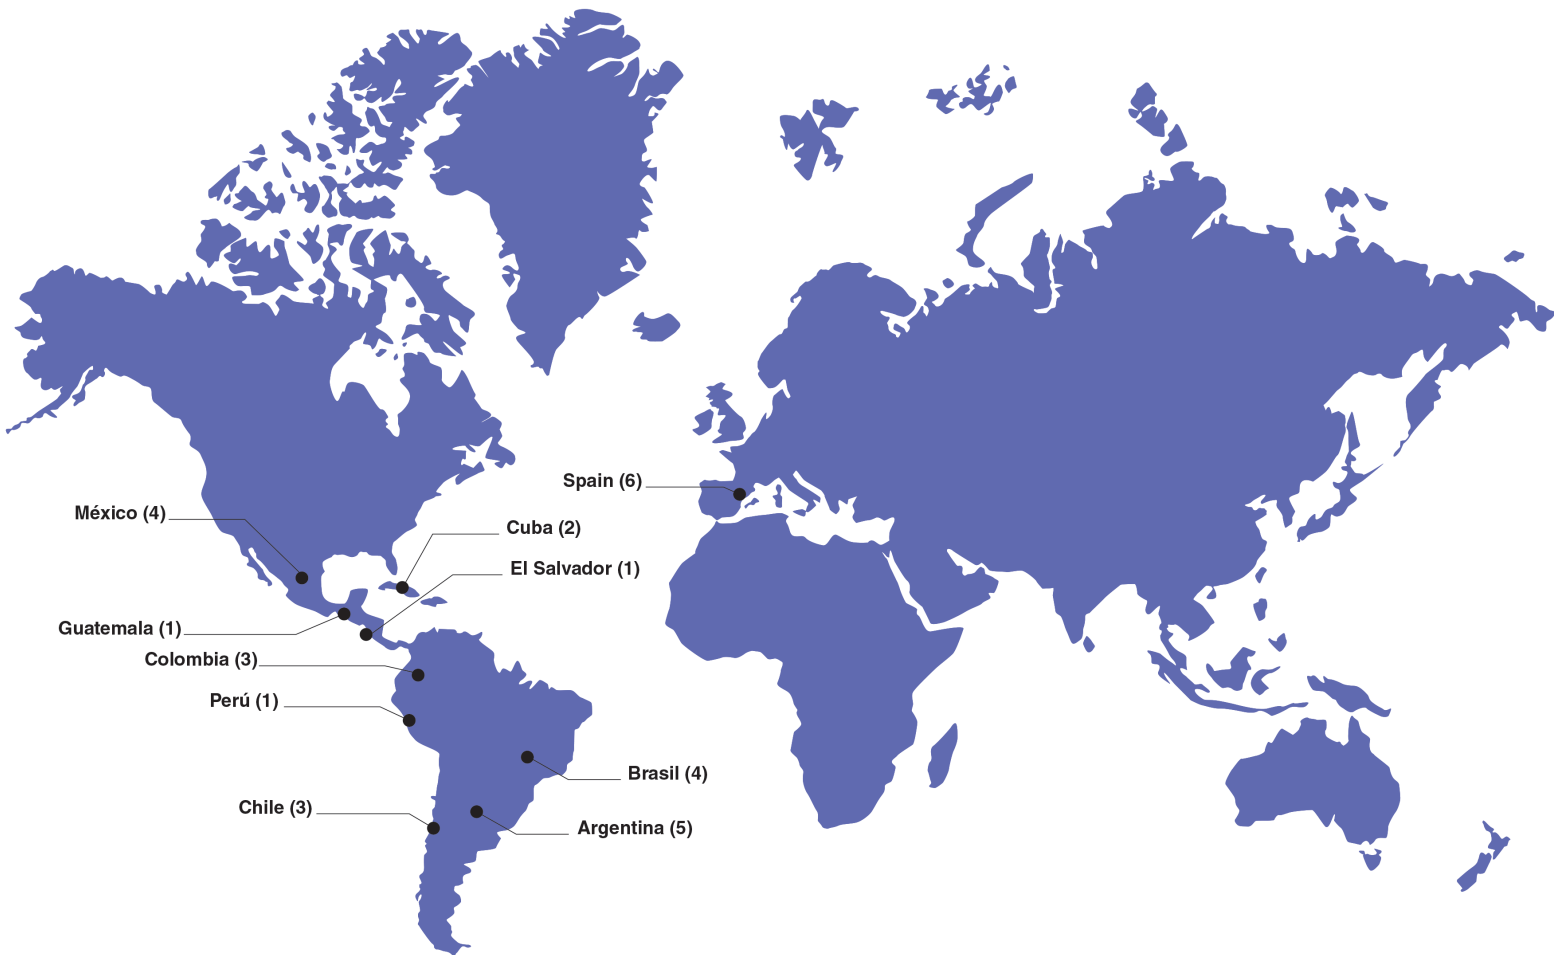 Spain (6)
México (4)
Cuba (2)
El Salvador (1)
Guatemala (1)
Colombia (3)
Perú (1)
Brasil (4)
Chile (3)
Argentina (5)